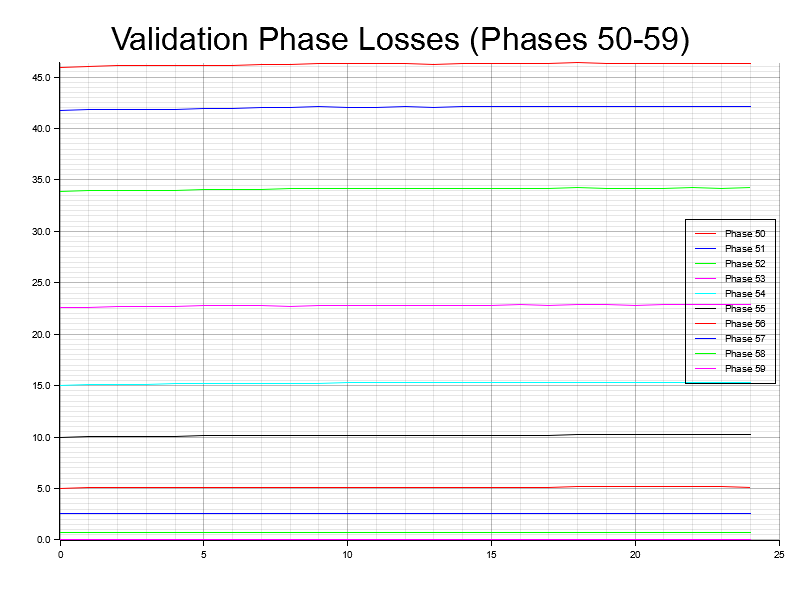 Validation Phase Losses (Phases 50-59)
45.0
40.0
35.0
30.0
25.0
20.0
15.0
10.0
5.0
0.0
0 5 10 15 20 25
Phase 50
Phase 51
Phase 52
Phase 53
Phase 54
Phase 55
Phase 56
Phase 57
Phase 58
Phase 59